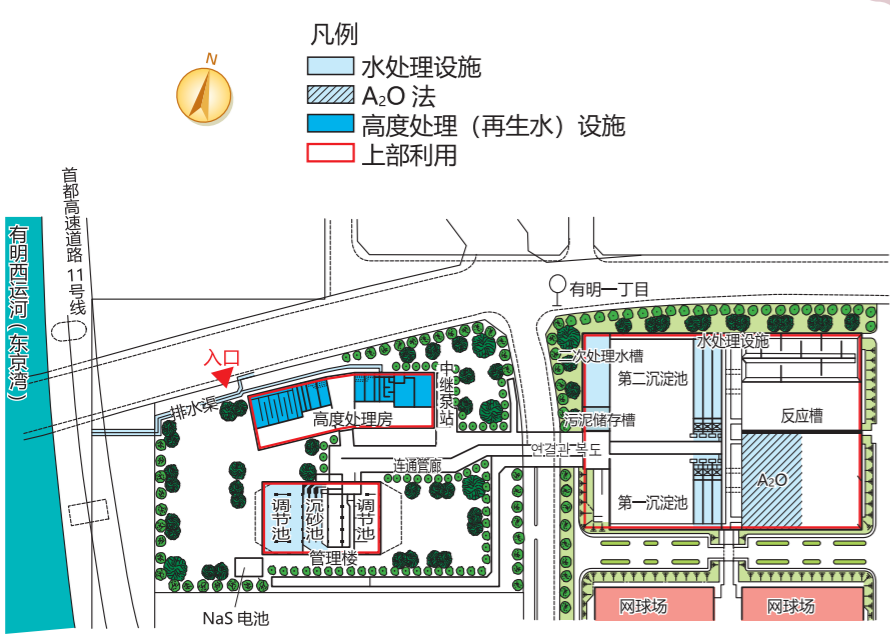 凡例
N
水处理设施
A₂O 法
高度处理（再生水）设施
上部利用
首都高速道路 11号线
有明西运河（东京湾）
有明一丁目
入口
排水渠
高度处理房
中继泵站
二次处理水槽
水处理设施
第二沉淀池
反应槽
污泥储存槽
연결관 복도
连通管廊
A₂O
第一沉淀池
调节池
沉砂池
调节池
管理楼
NaS 电池
网球场
网球场